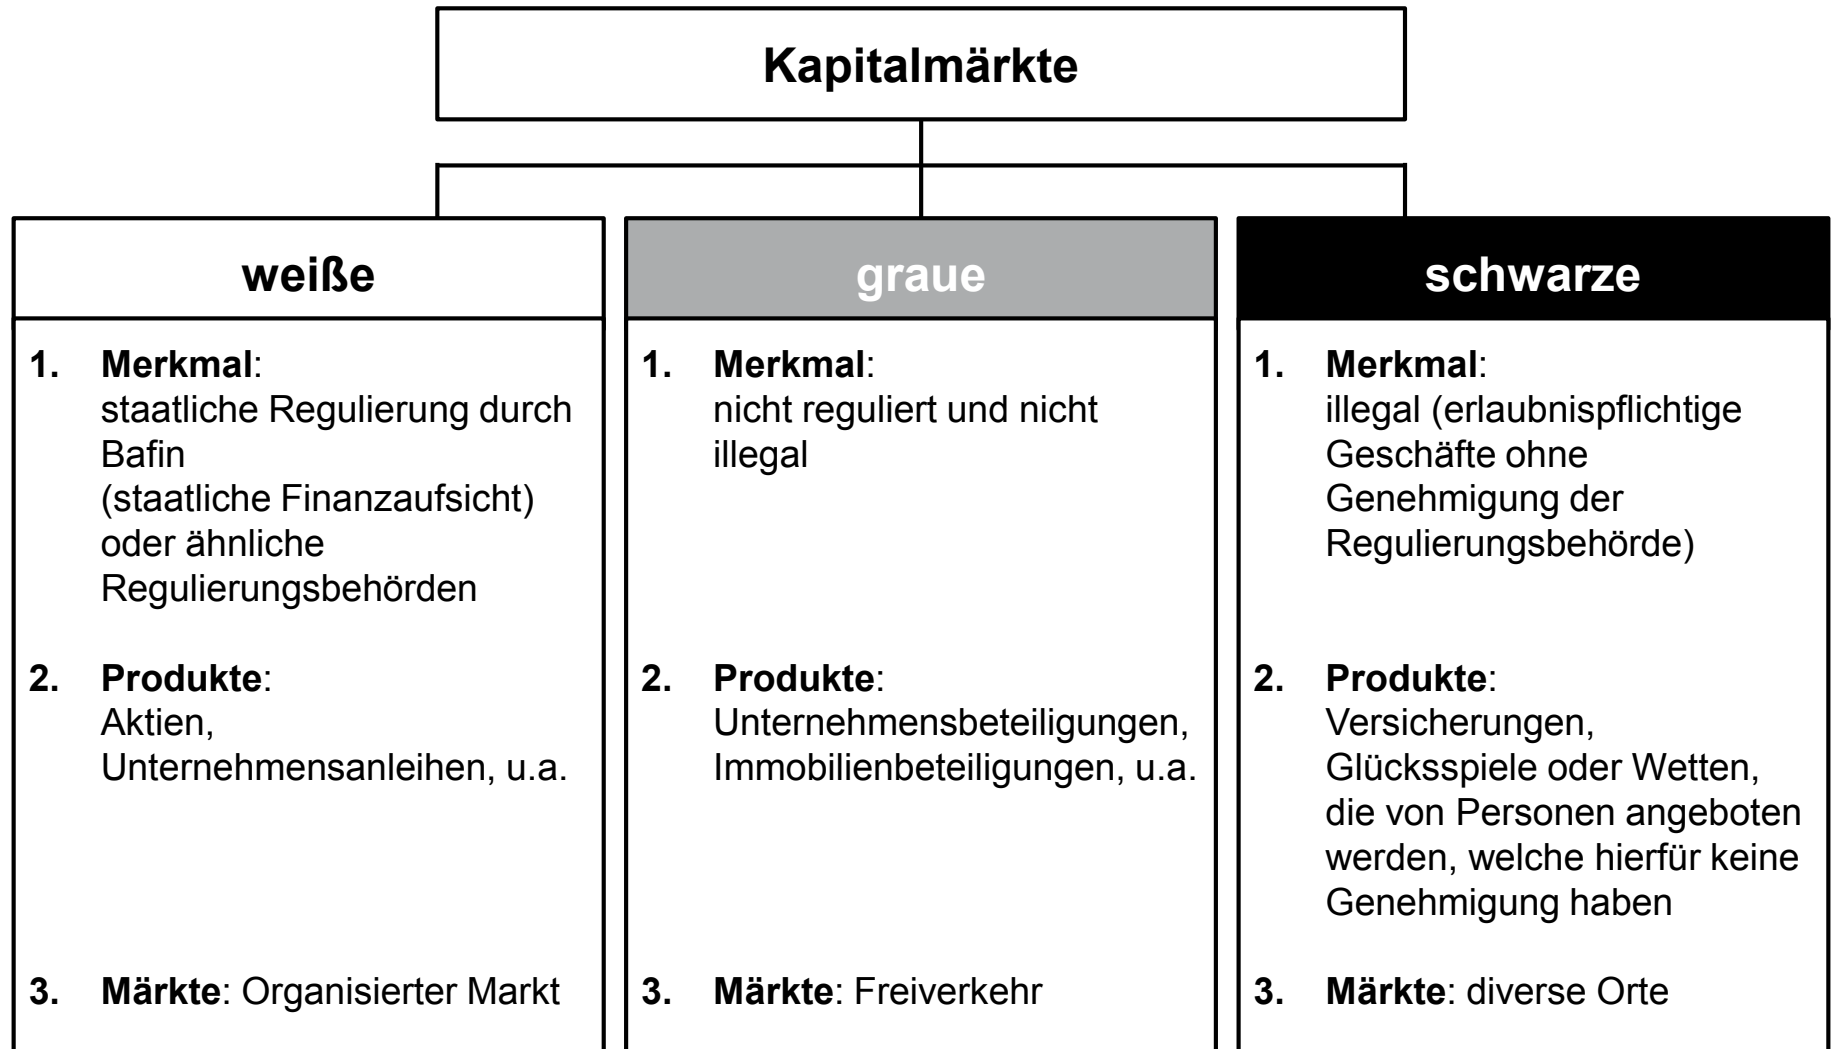 Kapitalmärkte
weiße
1. Merkmal:
staatliche Regulierung durch
Bafin
(staatliche Finanzaufsicht)
oder ähnliche
Regulierungsbehörden
2. Produkte:
Aktien,
Unternehmensanleihen, u.a.
3. Märkte: Organisierter Markt
graue
1. Merkmal:
nicht reguliert und nicht
illegal
2. Produkte:
Unternehmensbeteiligungen,
Immobilienbeteiligungen, u.a.
3. Märkte: Freiverkehr
schwarze
1. Merkmal:
illegal (erlaubnispflichtige
Geschäfte ohne
Genehmigung der
Regulierungsbehörde)
2. Produkte:
Versicherungen,
Glücksspiele oder Wetten,
die von Personen angeboten
werden, welche hierfür keine
Genehmigung haben
3. Märkte: diverse Orte